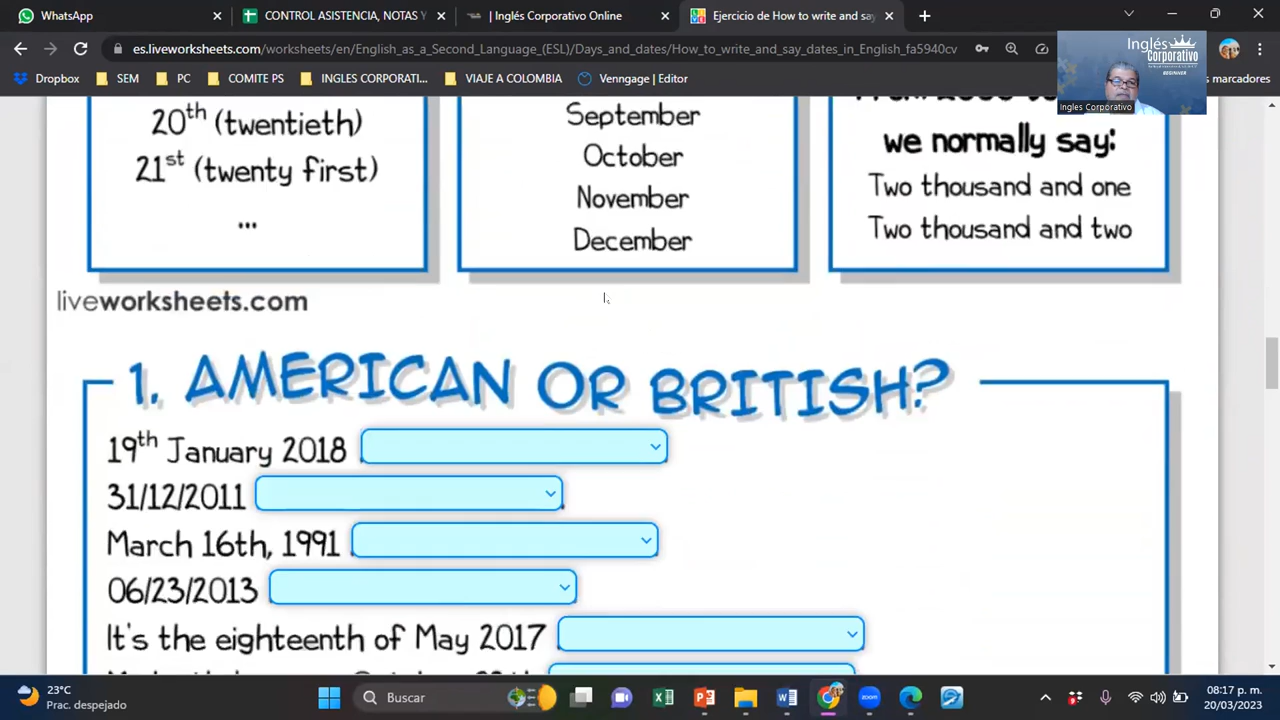 WhatsApp
CONTROL ASISTENCIA, NOTAS Y
| Inglés Corporativo Online
Ejercicio de How to write and say
es.liveworksheets.com/worksheets/en/English_as_a_Second_Language_(ESL)/Days_and_dates/How_to_write_and_say_dates_in_English_fa5940cv
Dropbox
SEM
PC
COMITE PS
INGLES CORPORATI...
VIAJE A COLOMBIA
Venngage | Editor
marcadores
Inglés
Corporativo
BEGINNER
Ingles Corporativo
20th (twentieth)
21st (twenty first)
...
September
October
November
December
we normally say:
Two thousand and one
Two thousand and two
liveworksheets.com
1. AMERICAN OR BRITISH?
19th January 2018
31/12/2011
March 16th, 1991
06/23/2013
It's the eighteenth of May 2017
23°C
Prac. despejado
Buscar
08:17 p. m.
20/03/2023